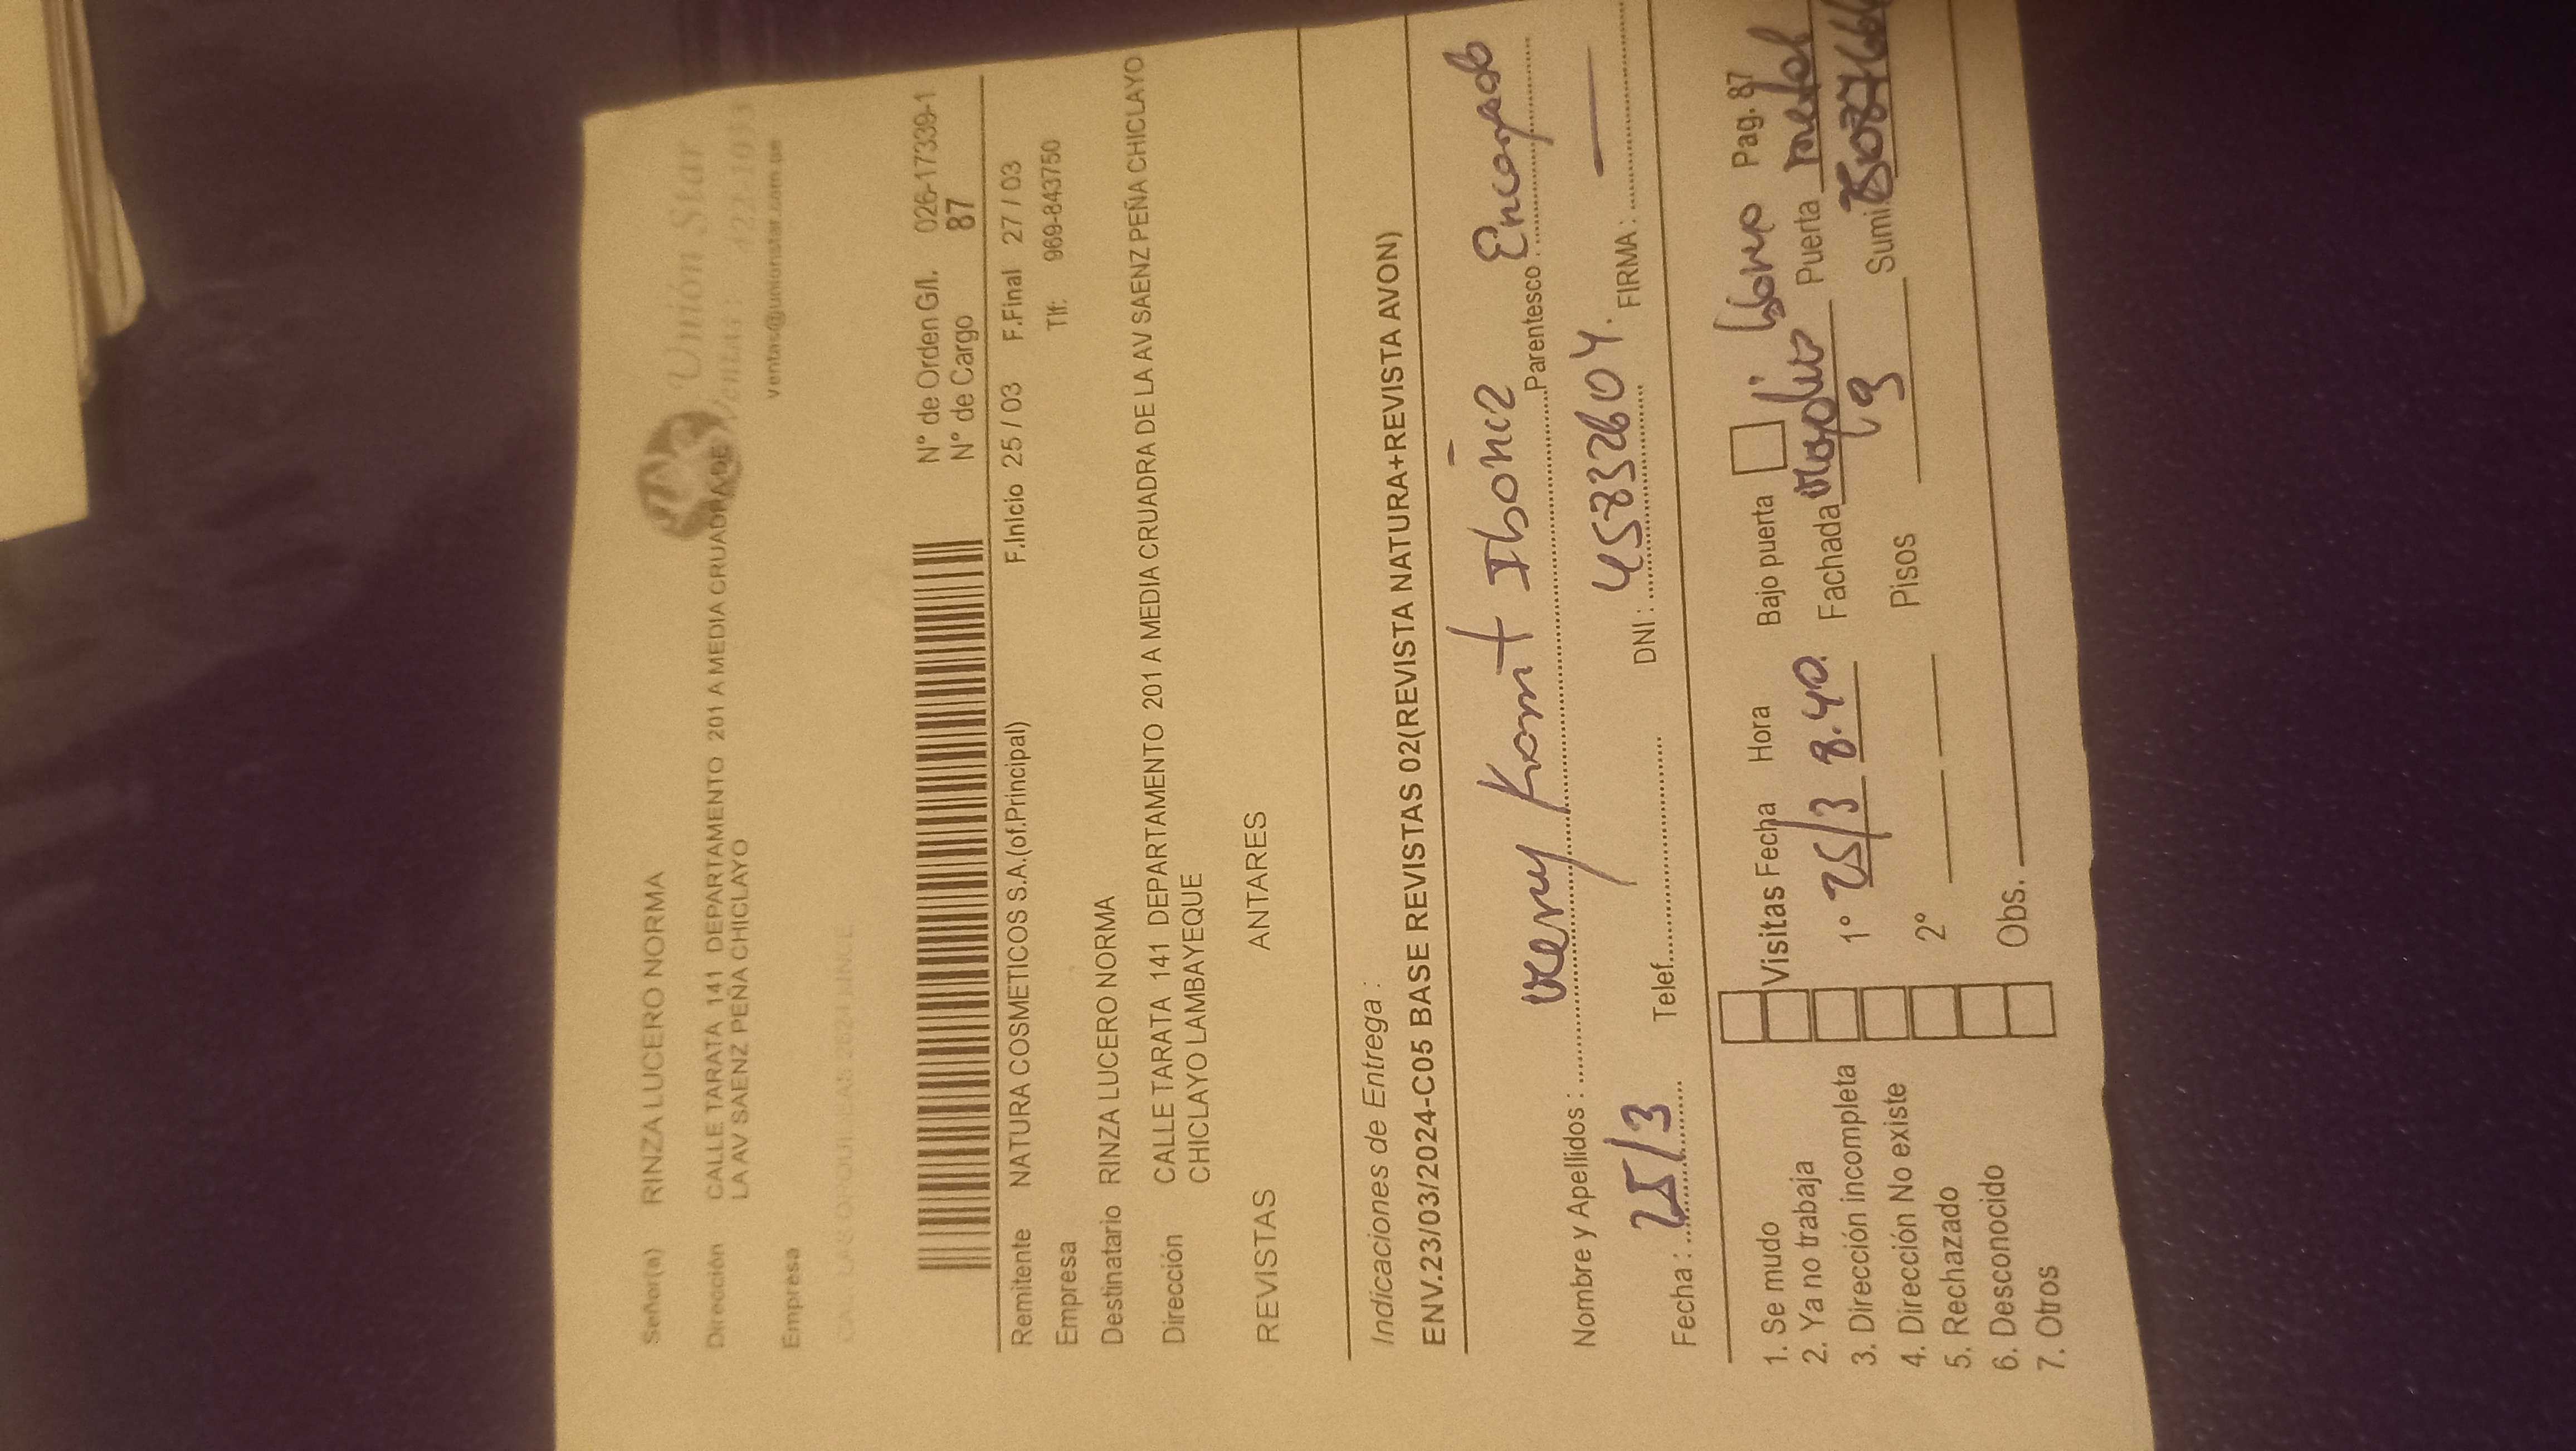 Señor(a) RINZA LUCERO NORMA
Unión Star
Dirección CALLE TARATA 141 DEPARTAMENTO 201 A MEDIA CRUADRA DE
LA AV SAENZ PEÑA CHICLAYO
ventas@unionstar.com.pe
Empresa
N° de Orden G/I. 026-17339-1
N° de Cargo 87
Remitente NATURA COSMETICOS S.A.(of.Principal) F.Inicio 25 / 03 F.Final 27 / 03
Empresa Tlf: 969-843750
Destinatario RINZA LUCERO NORMA
Dirección CALLE TARATA 141 DEPARTAMENTO 201 A MEDIA CRUADRA DE LA AV SAENZ PEÑA CHICLAYO
CHICLAYO LAMBAYEQUE
REVISTAS ANTARES
Indicaciones de Entrega :
ENV.23/03/2024-C05 BASE REVISTAS 02(REVISTA NATURA+REVISTA AVON)
Nombre y Apellidos : Parentesco
Fecha : 25/3 Telef. DNI : 45832604 FIRMA :
1. Se mudo Visitas Fecha Hora Bajo puerta Pag. 87
2. Ya no trabaja 1° 25/3 8.40 Fachada Puerta metal
3. Dirección incompleta
4. Dirección No existe 2° Pisos 3 Sumi
5. Rechazado
6. Desconocido Obs.
7. Otros